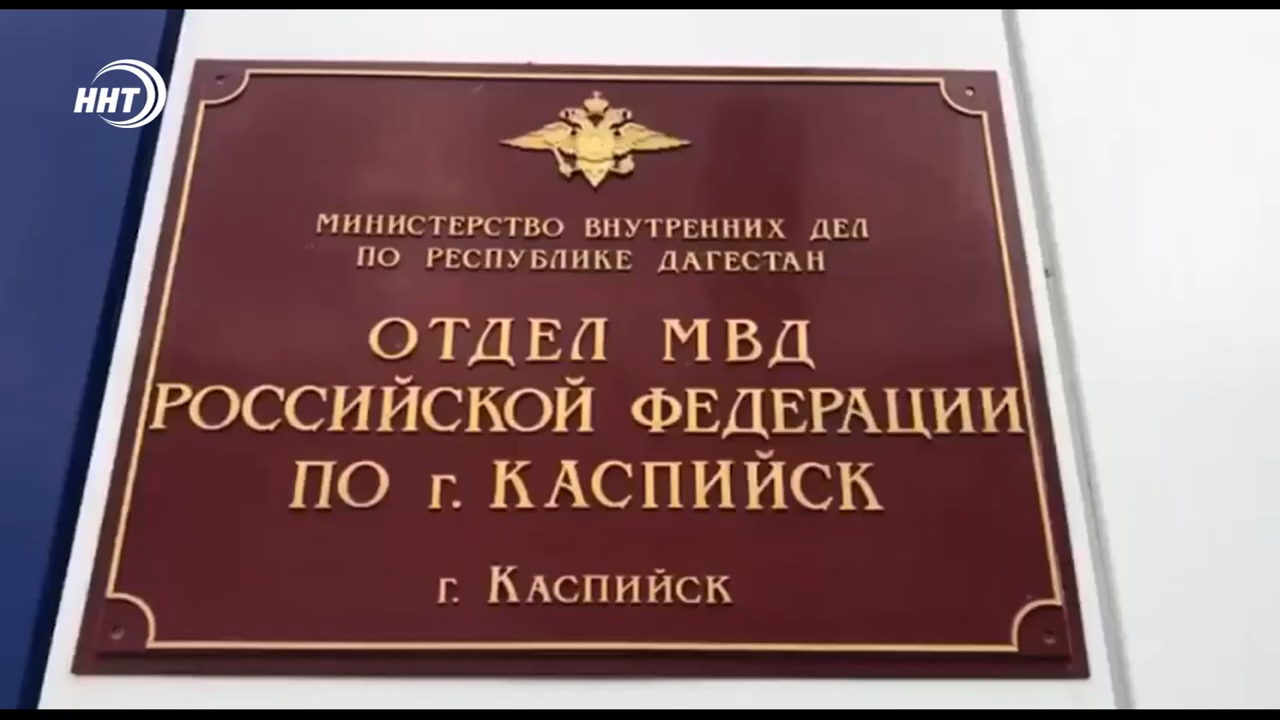 ННТ
МИНИСТЕРСТВО ВНУТРЕННИХ ДЕЛ
ПО РЕСПУБЛИКЕ ДАГЕСТАН
ОТДЕЛ МВД
РОССИЙСКОЙ ФЕДЕРАЦИИ
ПО г. КАСПИЙСК
г. КАСПИЙСК